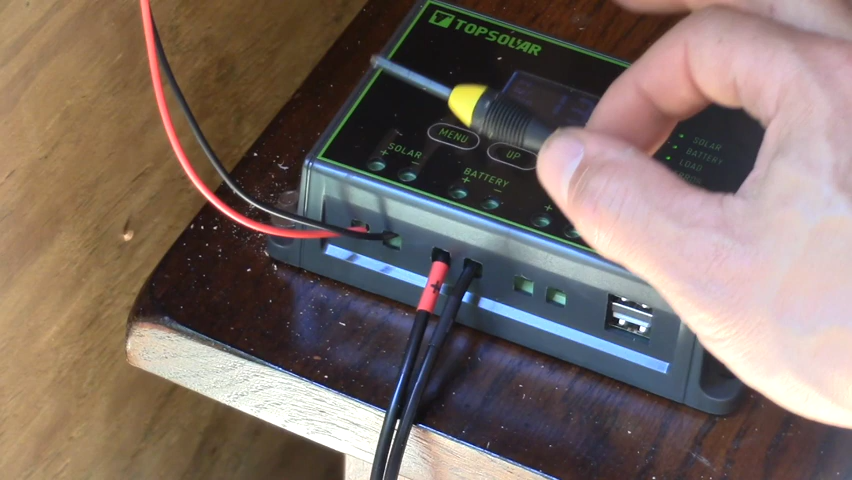 TOPSOLAR
MENU
UP
SOLAR
+ -
BATTERY
+ -
+
SOLAR
BATTERY
LOAD
+